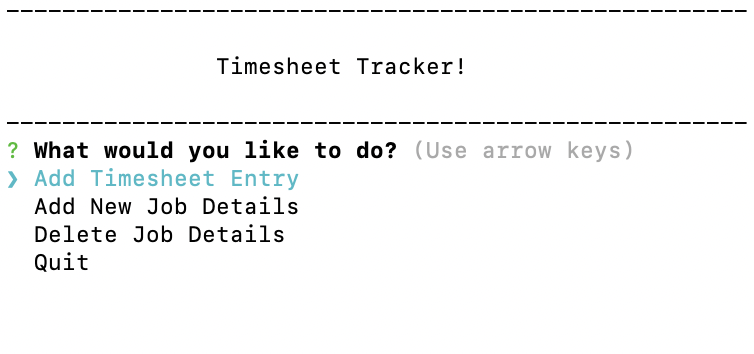 Timesheet Tracker!
? What would you like to do? (Use arrow keys)
❯ Add Timesheet Entry
Add New Job Details
Delete Job Details
Quit